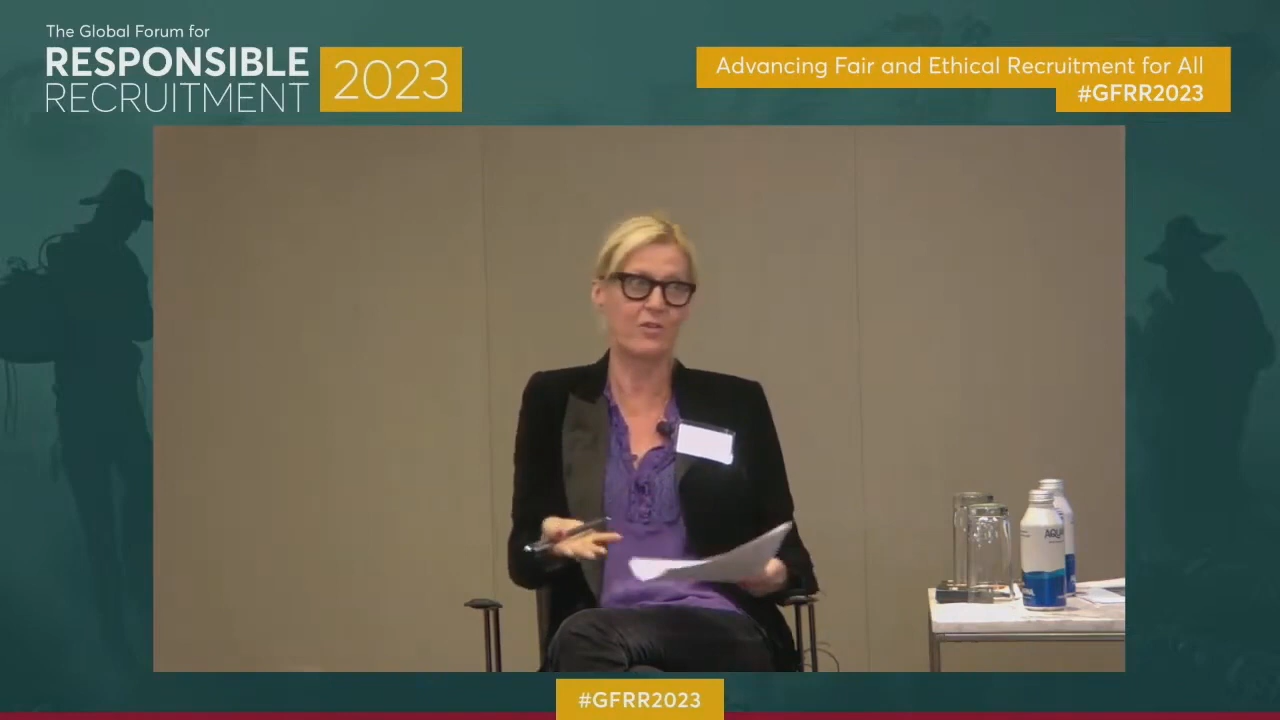 The Global Forum for
RESPONSIBLE
RECRUITMENT
2023
Advancing Fair and Ethical Recruitment for All
#GFRR2023
#GFRR2023